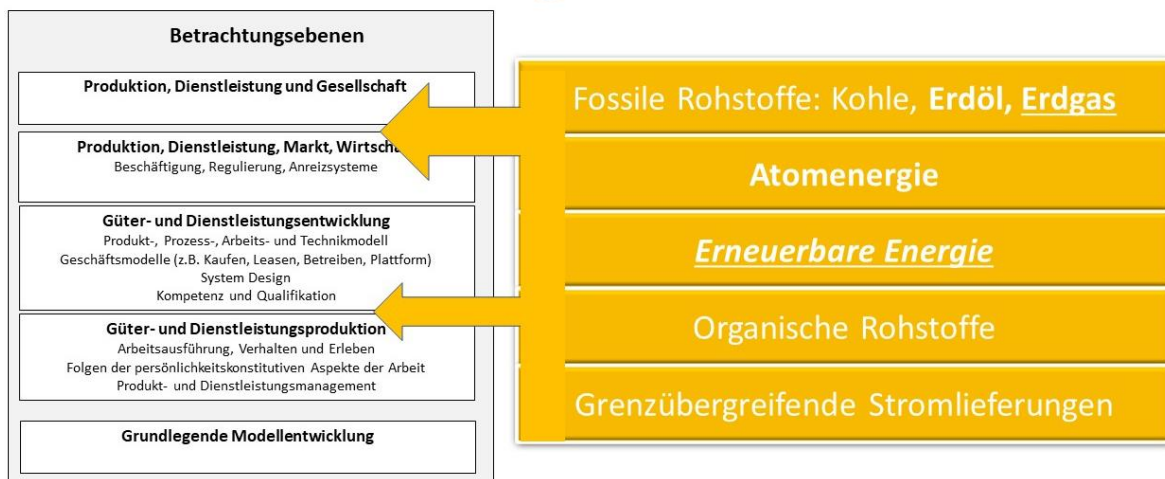 Betrachtungsebenen
Produktion, Dienstleistung und Gesellschaft
Produktion, Dienstleistung, Markt, Wirtscha
Beschäftigung, Regulierung, Anreizsysteme
Güter- und Dienstleistungsentwicklung
Produkt-, Prozess-, Arbeits- und Technikmodell
Geschäftsmodelle (z.B. Kaufen, Leasen, Betreiben, Plattform)
System Design
Kompetenz und Qualifikation
Güter- und Dienstleistungsproduktion
Arbeitsausführung, Verhalten und Erleben
Folgen der persönlichkeitskonstitutiven Aspekte der Arbeit
Produkt- und Dienstleistungsmanagement
Grundlegende Modellentwicklung
Fossile Rohstoffe: Kohle, Erdöl, Erdgas
Atomenergie
Erneuerbare Energie
Organische Rohstoffe
Grenzübergreifende Stromlieferungen